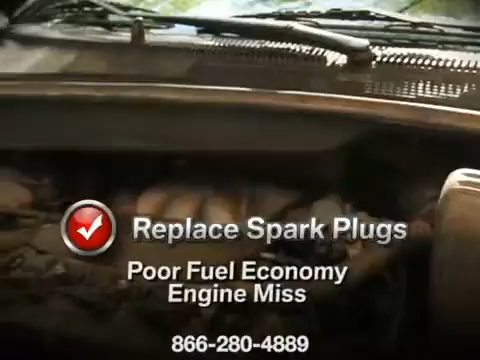 Replace Spark Plugs
Poor Fuel Economy
Engine Miss
866-280-4889